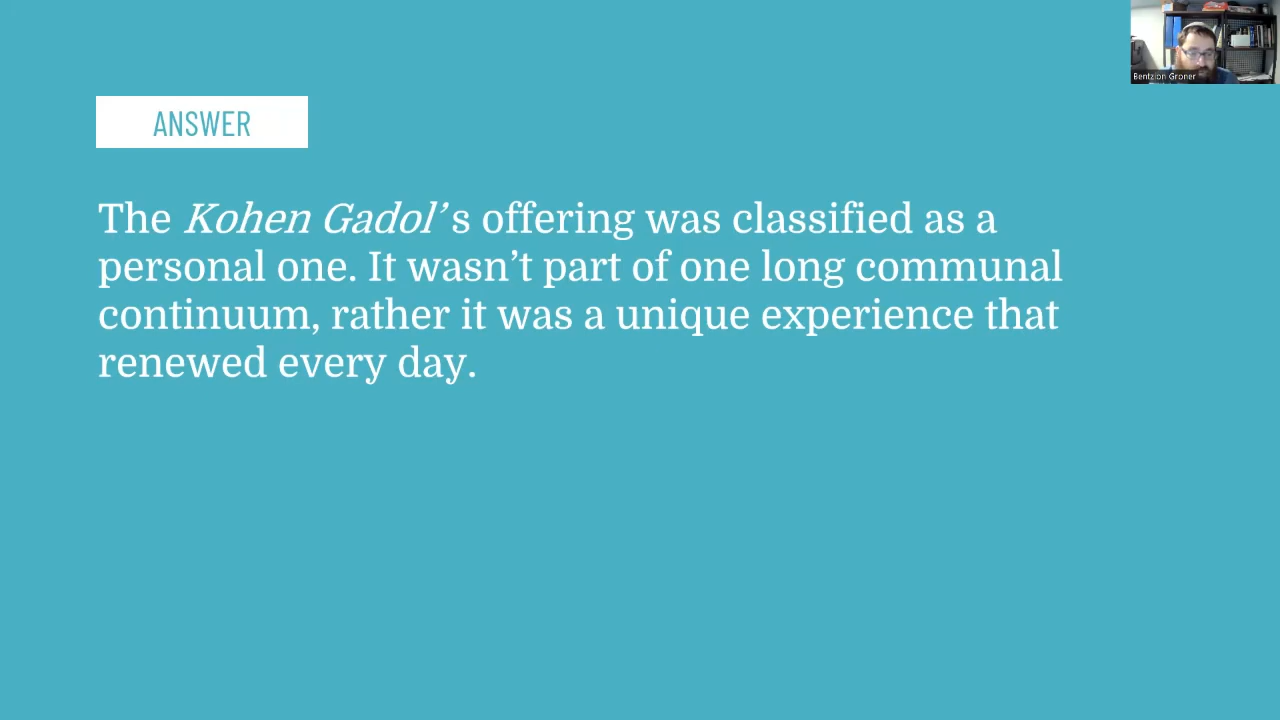 ANSWER
The Kohen Gadol’s offering was classified as a
personal one. It wasn’t part of one long communal
continuum, rather it was a unique experience that
renewed every day.
Bentzion Groner